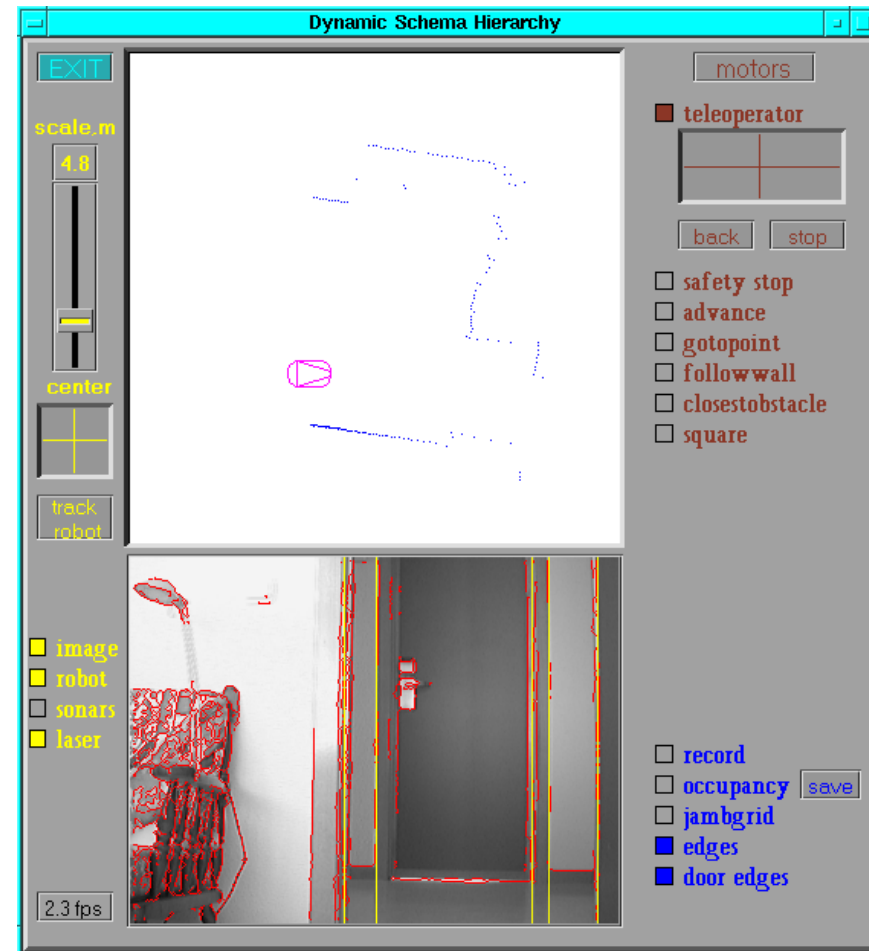 Dynamic Schema Hierarchy
EXIT
scale,m
4.8
center
track
robot
image
robot
sonars
laser
2.3 fps
motors
teleoperator
back
stop
safety stop
advance
gotopoint
followwall
closestobstacle
square
record
occupancy
save
jambgrid
edges
door edges